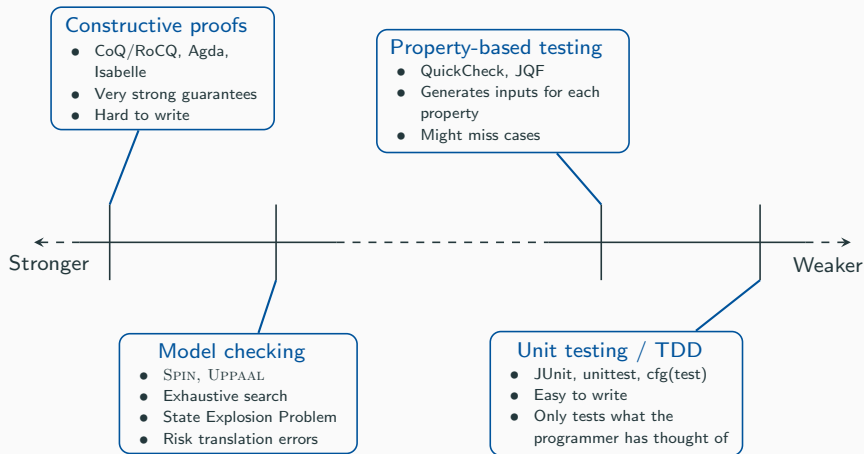 Constructive proofs
• CoQ/RoCQ, Agda,
Isabelle
• Very strong guarantees
• Hard to write
Property-based testing
• QuickCheck, JQF
• Generates inputs for each
property
• Might miss cases
Stronger
Weaker
Model checking
• SPIN, UPPAAL
• Exhaustive search
• State Explosion Problem
• Risk translation errors
Unit testing / TDD
• JUnit, unittest, cfg(test)
• Easy to write
• Only tests what the
programmer has thought of